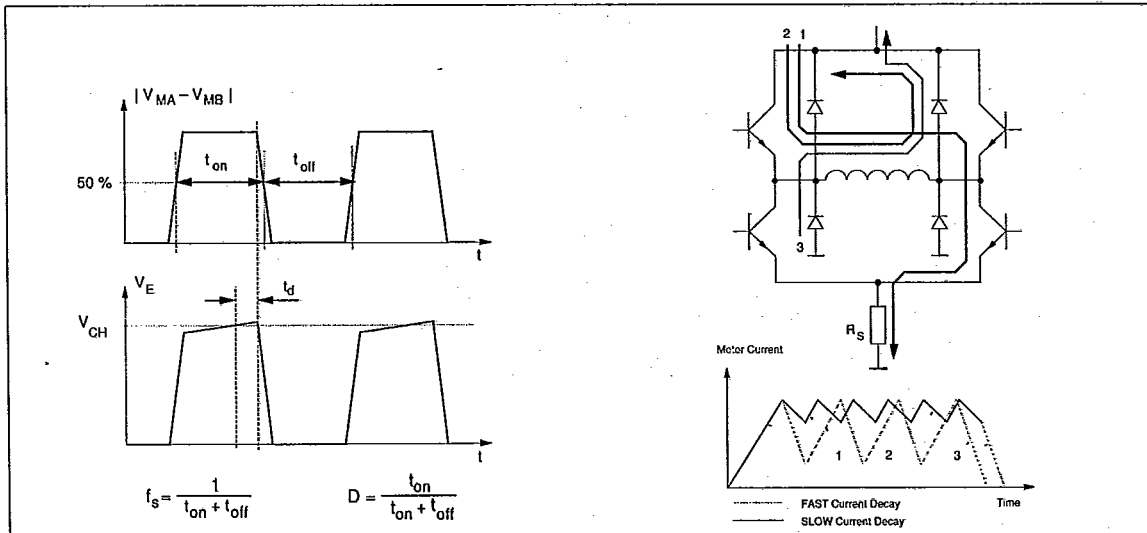 | V_MA – V_MB |
50 %
t_on
t_off
t
V_E
t_d
V_CH
t
f_s = 1 / (t_on + t_off)
D = t_on / (t_on + t_off)
2 1
3
R_S
Motor Current
1 2 3
Time
FAST Current Decay
SLOW Current Decay